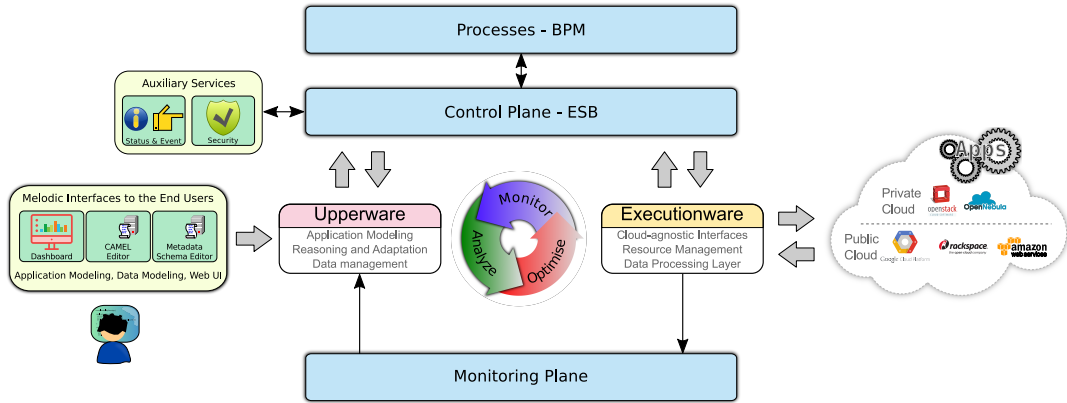 Processes - BPM
Auxiliary Services
Status & Event
Security
Control Plane - ESB
Melodic Interfaces to the End Users
Dashboard
CAMEL
Editor
Metadata
Schema Editor
Application Modeling, Data Modeling, Web UI
Upperware
Application Modeling
Reasoning and Adaptation
Data management
Monitor
Analyze
Optimise
Executionware
Cloud-agnostic Interfaces
Resource Management
Data Processing Layer
Apps
Private
Cloud
openstack
OpenNebula
Public
Cloud
Google Cloud Platform
rackspace
amazon
web services
Monitoring Plane